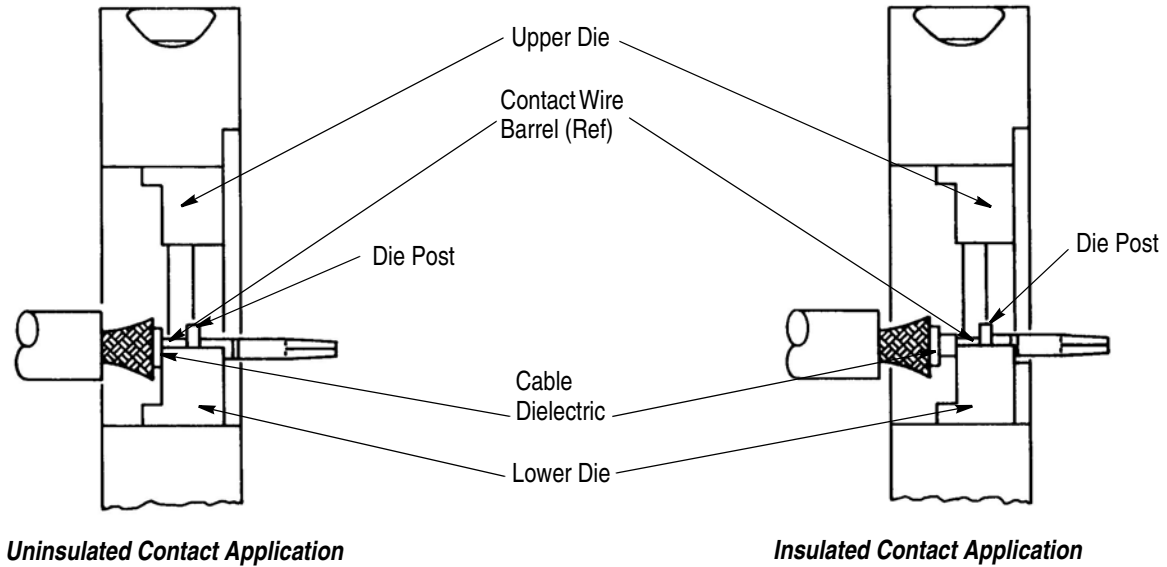 Upper Die
Contact Wire
Barrel (Ref)
Die Post
Die Post
Cable
Dielectric
Lower Die
Uninsulated Contact Application
Insulated Contact Application